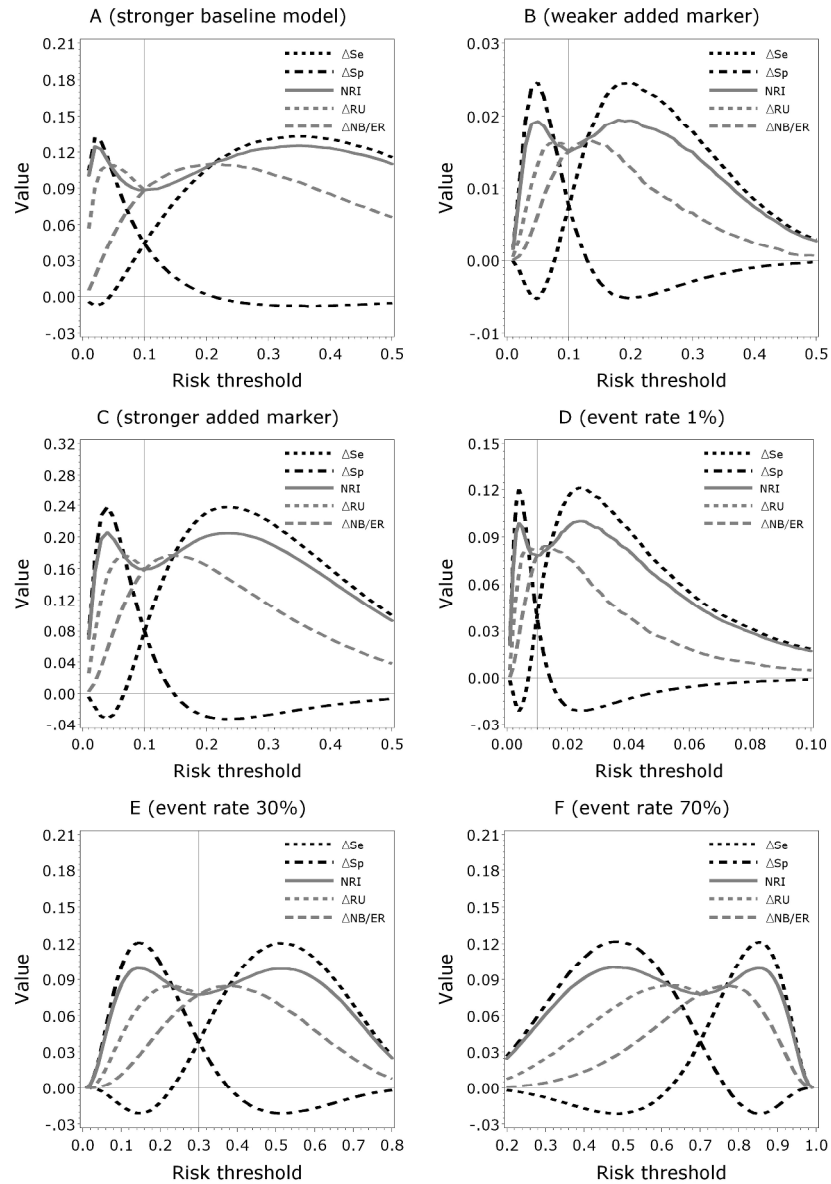 A (stronger baseline model)
0.21
0.18
0.15
0.12
0.09
0.06
0.03
0.00
-.03
Value
ΔSe
ΔSp
NRI
ΔRU
ΔNB/ER
0.0 0.1 0.2 0.3 0.4 0.5
Risk threshold
B (weaker added marker)
0.03
0.02
0.01
0.00
-.01
Value
ΔSe
ΔSp
NRI
ΔRU
ΔNB/ER
0.0 0.1 0.2 0.3 0.4 0.5
Risk threshold
C (stronger added marker)
0.32
0.28
0.24
0.20
0.16
0.12
0.08
0.04
0.00
-.04
Value
ΔSe
ΔSp
NRI
ΔRU
ΔNB/ER
0.0 0.1 0.2 0.3 0.4 0.5
Risk threshold
D (event rate 1%)
0.15
0.12
0.09
0.06
0.03
0.00
-.03
Value
ΔSe
ΔSp
NRI
ΔRU
ΔNB/ER
0.00 0.02 0.04 0.06 0.08 0.10
Risk threshold
E (event rate 30%)
0.21
0.18
0.15
0.12
0.09
0.06
0.03
0.00
-.03
Value
ΔSe
ΔSp
NRI
ΔRU
ΔNB/ER
0.0 0.1 0.2 0.3 0.4 0.5 0.6 0.7 0.8
Risk threshold
F (event rate 70%)
0.21
0.18
0.15
0.12
0.09
0.06
0.03
0.00
-.03
Value
ΔSe
ΔSp
NRI
ΔRU
ΔNB/ER
0.2 0.3 0.4 0.5 0.6 0.7 0.8 0.9 1.0
Risk threshold